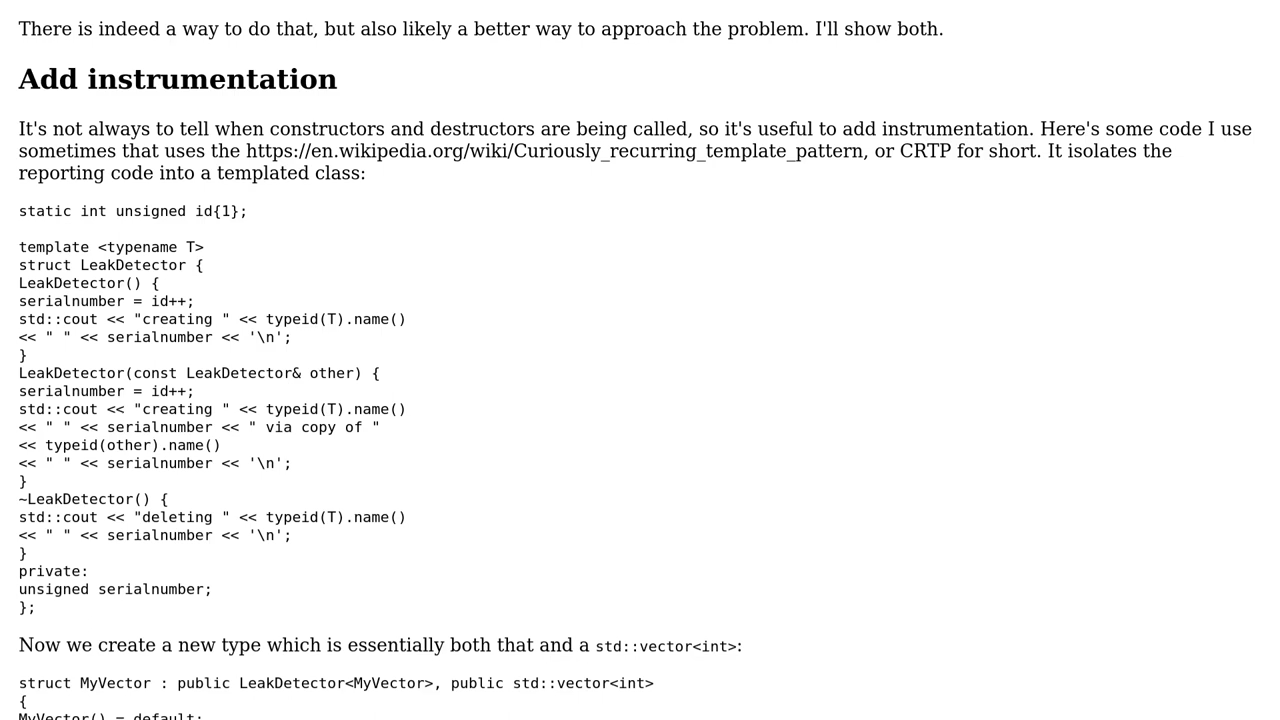 There is indeed a way to do that, but also likely a better way to approach the problem. I'll show both.
Add instrumentation
It's not always to tell when constructors and destructors are being called, so it's useful to add instrumentation. Here's some code I use
sometimes that uses the https://en.wikipedia.org/wiki/Curiously_recurring_template_pattern, or CRTP for short. It isolates the
reporting code into a templated class:
static int unsigned id{1};
template <typename T>
struct LeakDetector {
LeakDetector() {
serialnumber = id++;
std::cout << "creating " << typeid(T).name()
<< " " << serialnumber << '\n';
}
LeakDetector(const LeakDetector& other) {
serialnumber = id++;
std::cout << "creating " << typeid(T).name()
<< " " << serialnumber << " via copy of "
<< typeid(other).name()
<< " " << serialnumber << '\n';
}
~LeakDetector() {
std::cout << "deleting " << typeid(T).name()
<< " " << serialnumber << '\n';
}
private:
unsigned serialnumber;
};
Now we create a new type which is essentially both that and a std::vector<int>:
struct MyVector : public LeakDetector<MyVector>, public std::vector<int>
{
MyVector() = default;